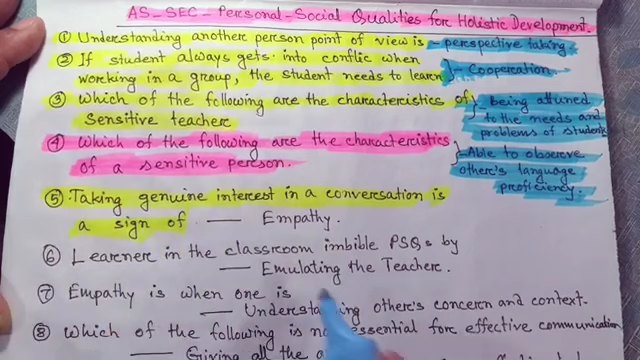 AS-SEC-Personal-Social Qualities for Holistic Development.
① Understanding another person point of view is - perspective taking
② If student always gets into conflic when
working in a group, the student needs to learn } - Cooperation
③ Which of the following are the characteristics of } - being attuned
Sensitive teacher to the needs and
problems of student
④ Which of the following are the characteristics
of a sensitive person. } - Able to observe
other's language
proficiency.
⑤ Taking genuine interest in a conversation is
a sign of — Empathy.
⑥ Learner in the classroom imbible PSQs by
— Emulating the Teacher.
⑦ Empathy is when one is
— Understanding other's concern and context-
⑧ Which of the following is essential for effective communication
— Giving all the